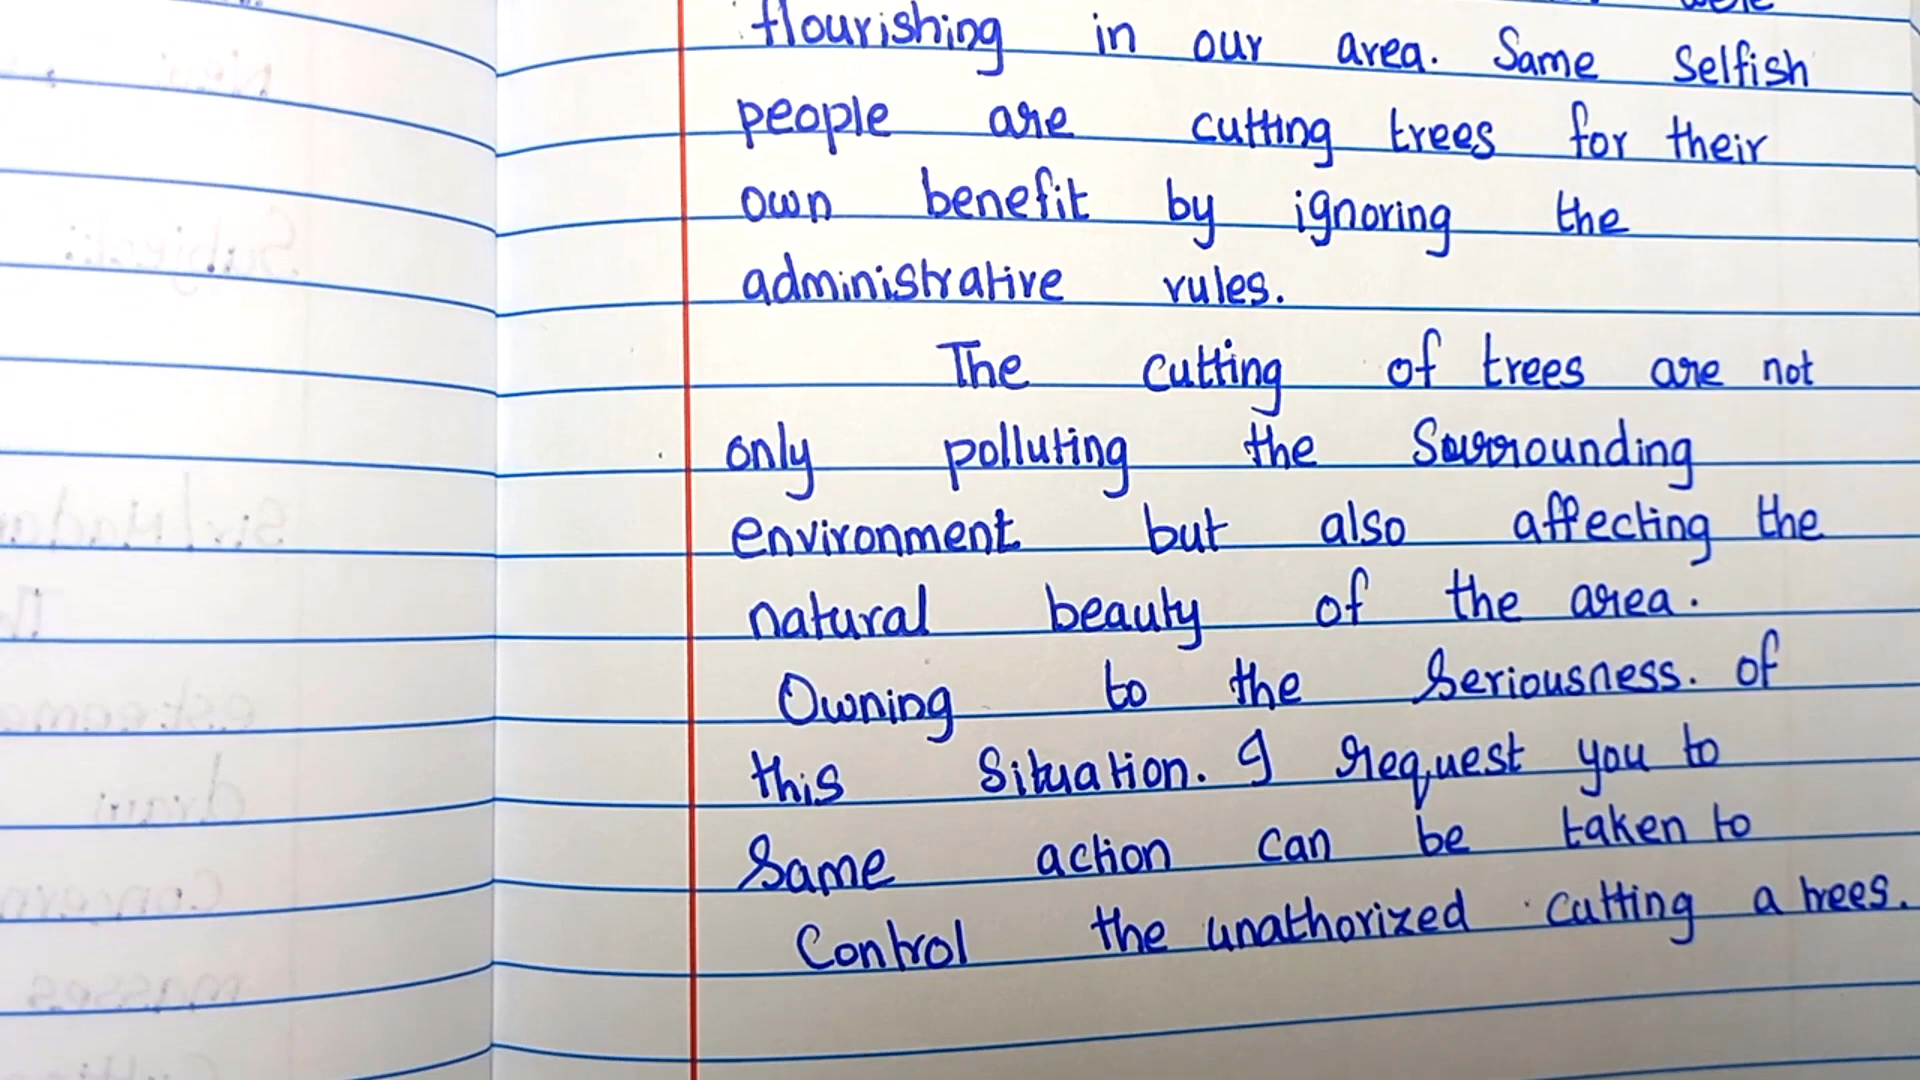 were
flourishing in our area. Same Selfish
people are cutting trees for their
own benefit by ignoring the
administrative rules.
The cutting of trees are not
only polluting the Surrounding
environment but also affecting the
natural beauty of the area.
Owning to the Seriousness. of
this Situation. I request you to
Same action can be taken to
Control the unathorized cutting a trees.